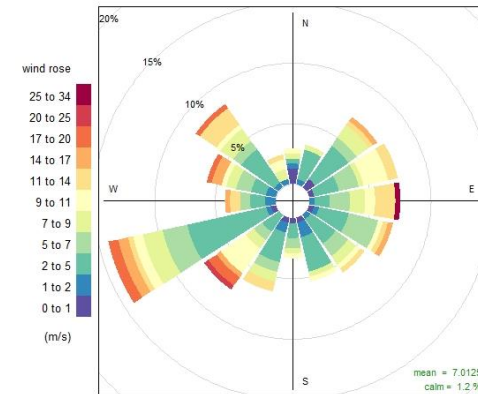 20%
N
15%
wind rose
25 to 34
20 to 25
17 to 20
10%
14 to 17
11 to 14
5%
9 to 11
W
E
7 to 9
5 to 7
2 to 5
1 to 2
0 to 1
(m/s)
mean = 7.0125
S
calm = 1.2 %